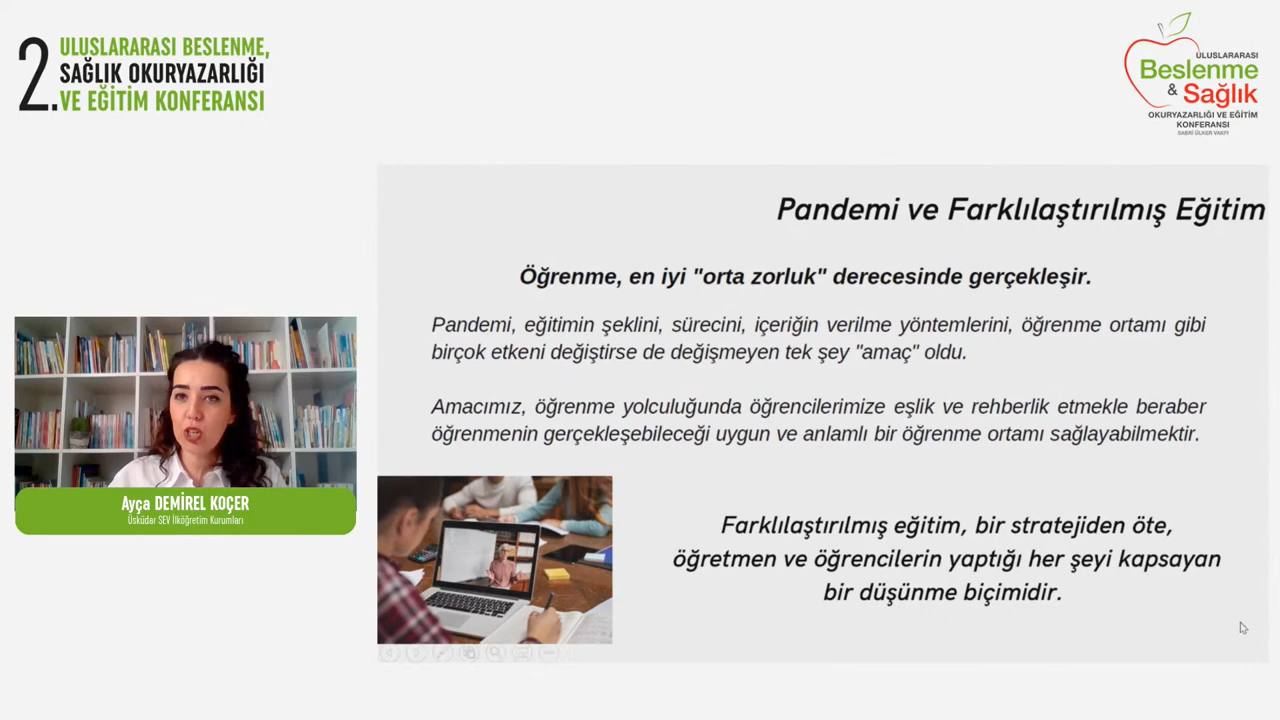 2. ULUSLARARASI BESLENME,
SAĞLIK OKURYAZARLIĞI
VE EĞİTİM KONFERANSI
ULUSLARARASI
Beslenme
& Sağlık
OKURYAZARLIĞI VE EĞİTİM
KONFERANSI
SABRİ ÜLKER VAKFI
Pandemi ve Farklılaştırılmış Eğitim
Öğrenme, en iyi "orta zorluk" derecesinde gerçekleşir.
Pandemi, eğitimin şeklini, sürecini, içeriğin verilme yöntemlerini, öğrenme ortamı gibi
birçok etkeni değiştirse de değişmeyen tek şey "amaç" oldu.
Amacımız, öğrenme yolculuğunda öğrencilerimize eşlik ve rehberlik etmekle beraber
öğrenmenin gerçekleşebileceği uygun ve anlamlı bir öğrenme ortamı sağlayabilmektir.
Ayça DEMİREL KOÇER
Üsküdar SEV İlköğretim Kurumları
Farklılaştırılmış eğitim, bir stratejiden öte,
öğretmen ve öğrencilerin yaptığı her şeyi kapsayan
bir düşünme biçimidir.